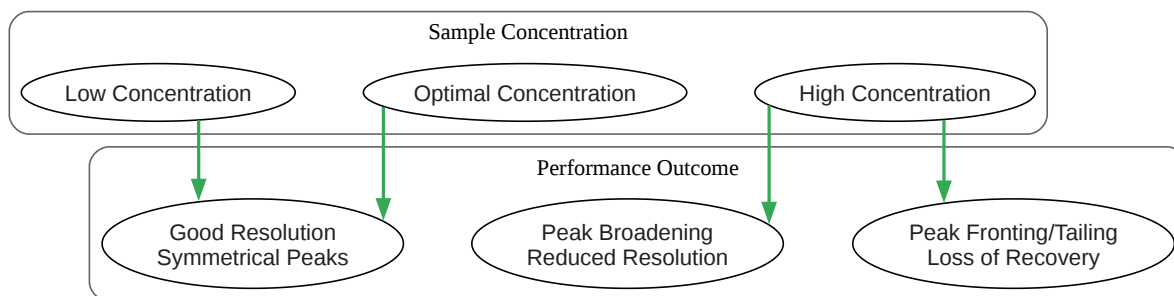 Sample Concentration
Low Concentration
Optimal Concentration
High Concentration
Performance Outcome
Good Resolution
Symmetrical Peaks
Peak Broadening
Reduced Resolution
Peak Fronting/Tailing
Loss of Recovery